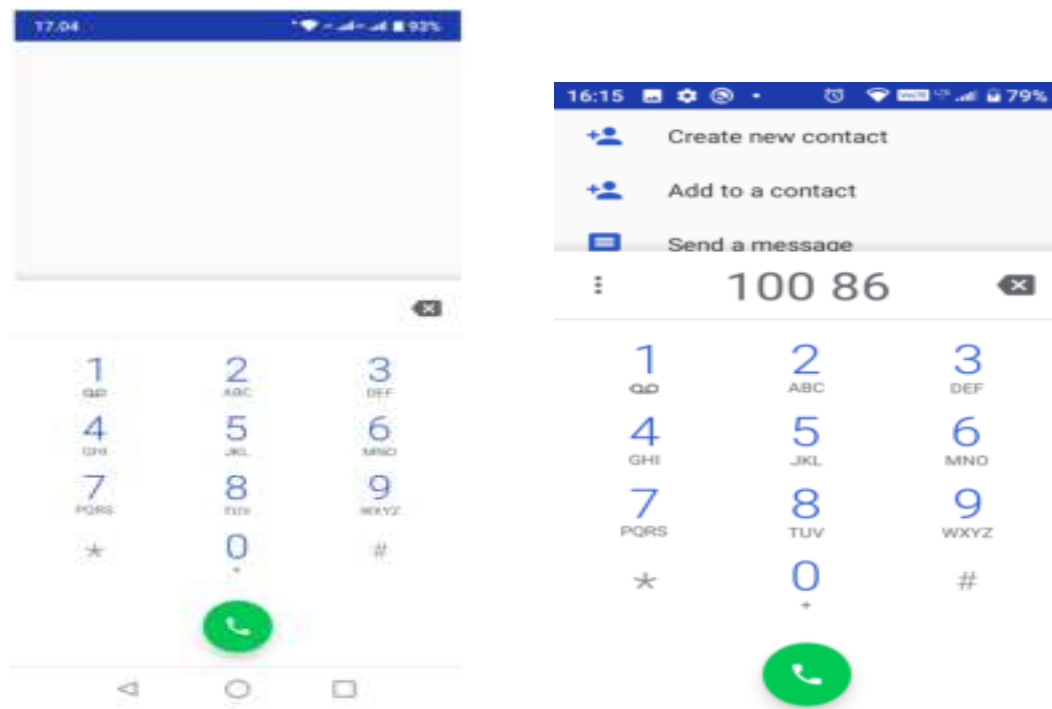 17.04 93%
1 2 3
ABC DEF
4 5 6
GHI JKL MNO
7 8 9
PQRS TUV WXYZ
* 0 #
+
16:15 79%
Create new contact
Add to a contact
Send a message
100 86
1 2 3
ABC DEF
4 5 6
GHI JKL MNO
7 8 9
PQRS TUV WXYZ
* 0 #
+